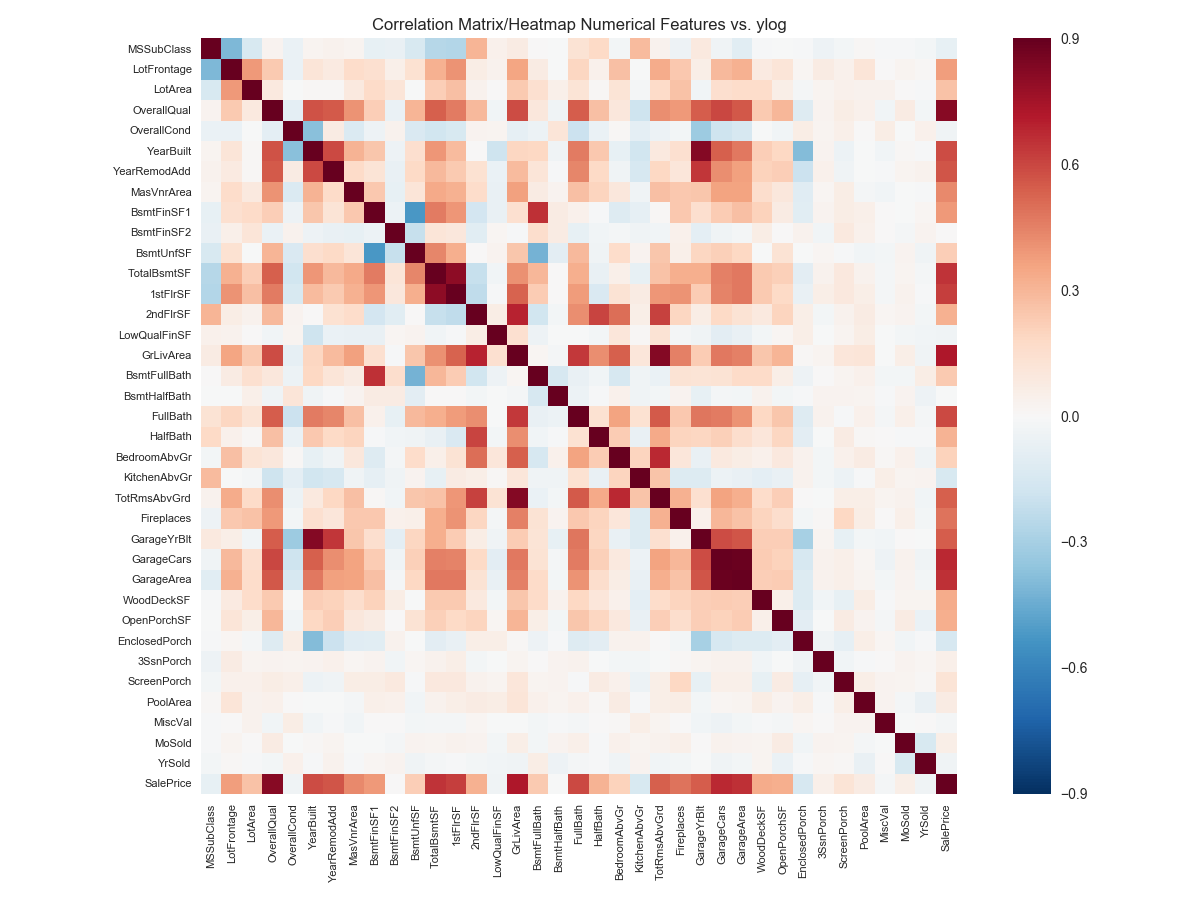 Correlation Matrix/Heatmap Numerical Features vs. ylog
MSSubClass
LotFrontage
LotArea
OverallQual
OverallCond
YearBuilt
YearRemodAdd
MasVnrArea
BsmtFinSF1
BsmtFinSF2
BsmtUnfSF
TotalBsmtSF
1stFlrSF
2ndFlrSF
LowQualFinSF
GrLivArea
BsmtFullBath
BsmtHalfBath
FullBath
HalfBath
BedroomAbvGr
KitchenAbvGr
TotRmsAbvGrd
Fireplaces
GarageYrBlt
GarageCars
GarageArea
WoodDeckSF
OpenPorchSF
EnclosedPorch
3SsnPorch
ScreenPorch
PoolArea
MiscVal
MoSold
YrSold
SalePrice
MSSubClass
LotFrontage
LotArea
OverallQual
OverallCond
YearBuilt
YearRemodAdd
MasVnrArea
BsmtFinSF1
BsmtFinSF2
BsmtUnfSF
TotalBsmtSF
1stFlrSF
2ndFlrSF
LowQualFinSF
GrLivArea
BsmtFullBath
BsmtHalfBath
FullBath
HalfBath
BedroomAbvGr
KitchenAbvGr
TotRmsAbvGrd
Fireplaces
GarageYrBlt
GarageCars
GarageArea
WoodDeckSF
OpenPorchSF
EnclosedPorch
3SsnPorch
ScreenPorch
PoolArea
MiscVal
MoSold
YrSold
SalePrice
0.9
0.6
0.3
0.0
−0.3
−0.6
−0.9